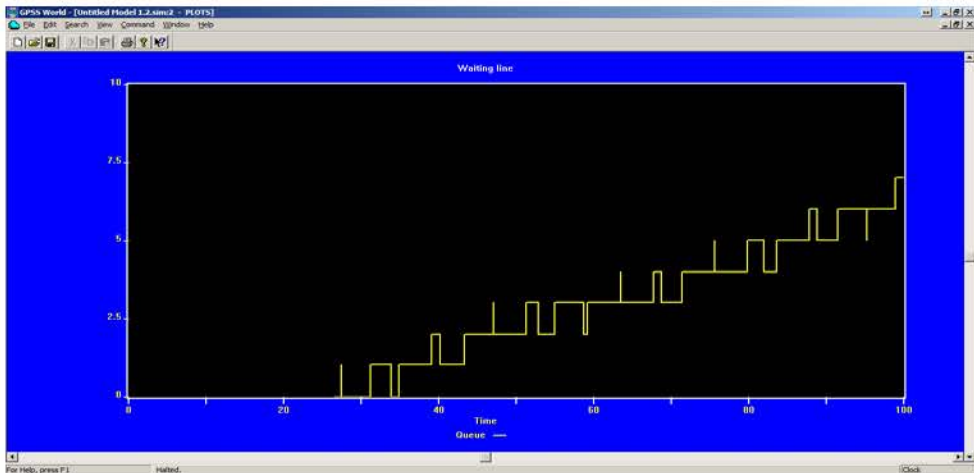 GPSS World - [Untitled Model 1.2.sim:2 - PLOTS]
File Edit Search View Command Window Help
Waiting line
10
7.5
5
2.5
0
0 20 40 60 80 100
Time
Queue
For Help, press F1 Halted. Clock